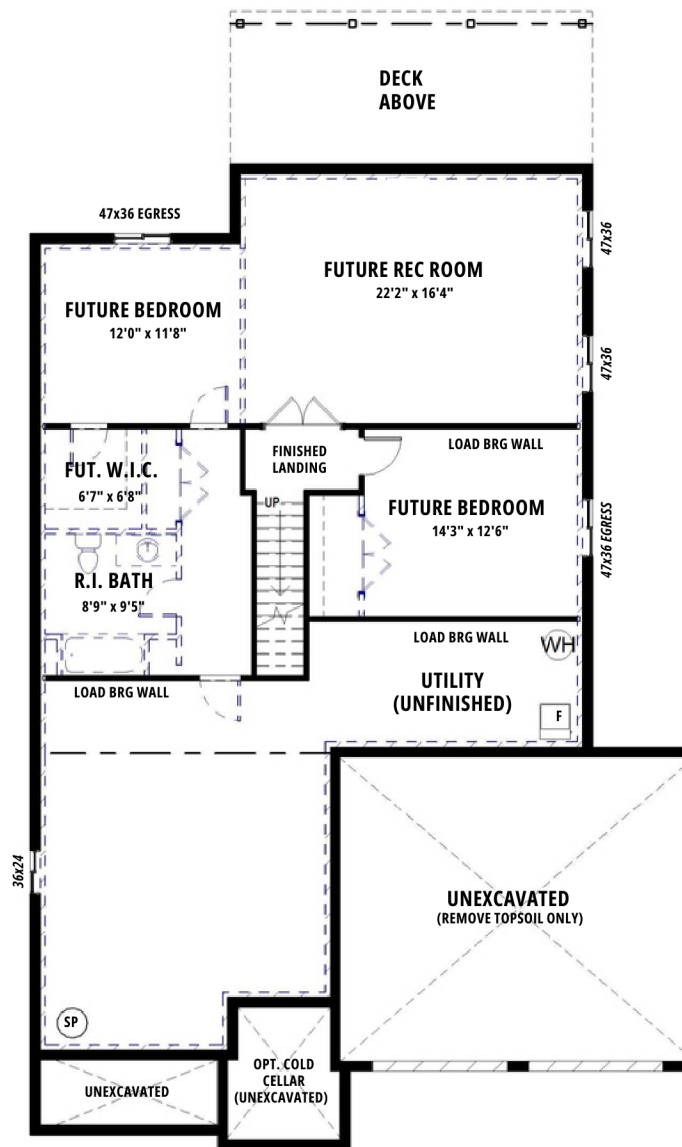 DECK
ABOVE
47x36 EGRESS
47x36
FUTURE REC ROOM
22'2" x 16'4"
FUTURE BEDROOM
12'0" x 11'8"
47x36
LOAD BRG WALL
FINISHED
LANDING
FUT. W.I.C.
6'7" x 6'8"
UP
FUTURE BEDROOM
14'3" x 12'6"
47x36 EGRESS
R.I. BATH
8'9" x 9'5"
LOAD BRG WALL
WH
UTILITY
(UNFINISHED)
LOAD BRG WALL
F
36x24
UNEXCAVATED
(REMOVE TOPSOIL ONLY)
SP
OPT. COLD
CELLAR
(UNEXCAVATED)
UNEXCAVATED